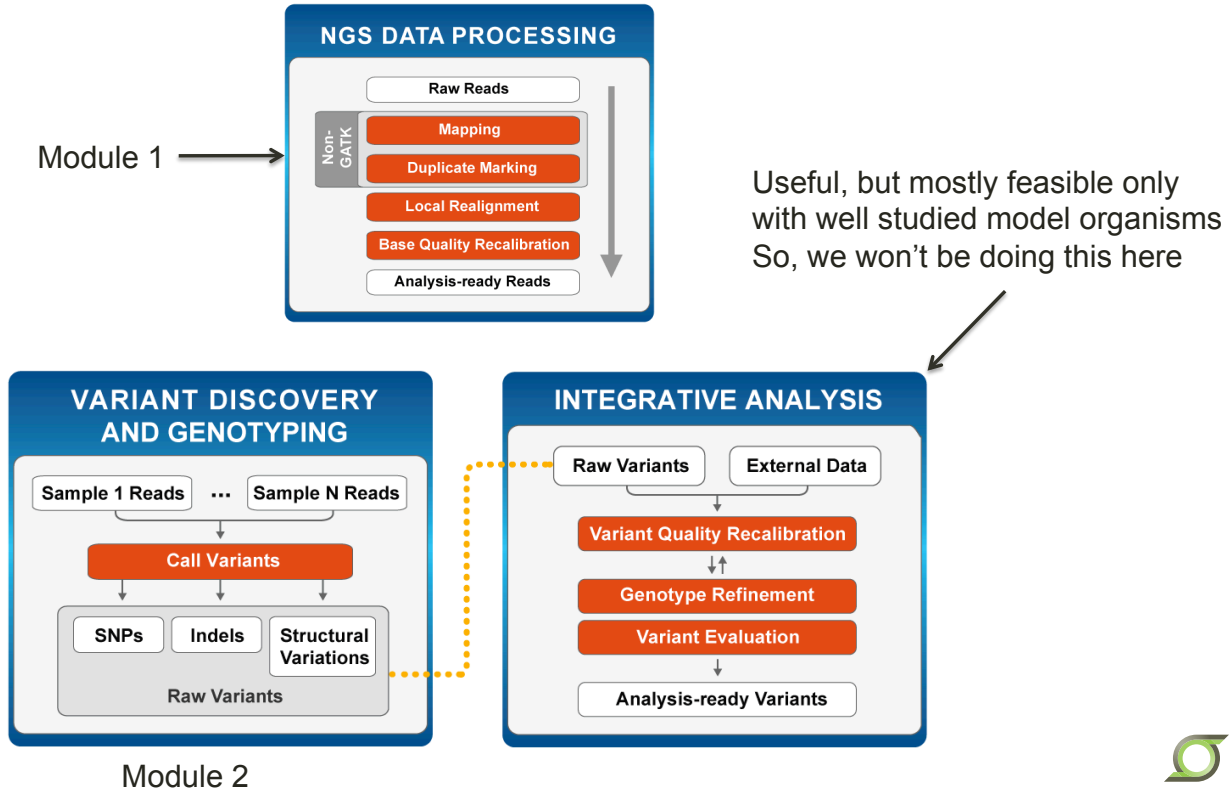 NGS DATA PROCESSING
Raw Reads
Non-
GATK
Mapping
Duplicate Marking
Local Realignment
Base Quality Recalibration
Analysis-ready Reads
Module 1
Useful, but mostly feasible only
with well studied model organisms
So, we won’t be doing this here
VARIANT DISCOVERY
AND GENOTYPING
Sample 1 Reads ... Sample N Reads
Call Variants
SNPs Indels Structural
Variations
Raw Variants
Module 2
INTEGRATIVE ANALYSIS
Raw Variants External Data
Variant Quality Recalibration
Genotype Refinement
Variant Evaluation
Analysis-ready Variants